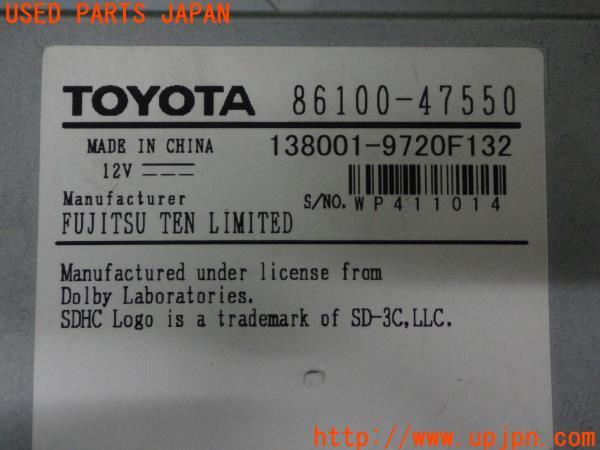 USED PARTS JAPAN
TOYOTA 86100-47550
MADE IN CHINA 138001-9720F132
12V
Manufacturer S/NO. WP411014
FUJITSU TEN LIMITED
Manufactured under license from
Dolby Laboratories.
SDHC Logo is a trademark of SD-3C,LLC.
http://www.upjpn.com